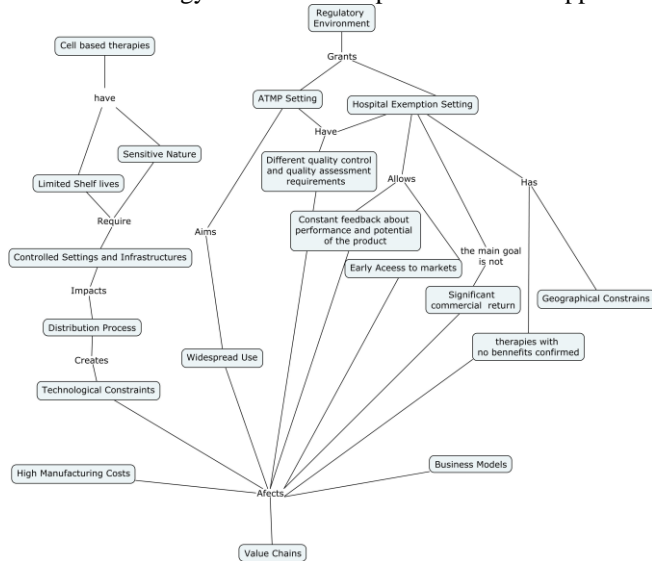 Regulatory
Environment
Cell based therapies
Grants
have
ATMP Setting
Hospital Exemption Setting
Have
Sensitive Nature
Different quality control
and quality assessment
requirements
Limited Shelf lives
Allows
Has
Require
Constant feedback about
performance and potential
of the product
Aims
Controlled Settings and Infrastructures
the main goal
is not
Early Aceess to markets
Impacts
Significant
commercial return
Geographical Constrains
Distribution Process
therapies with
no bennefits confirmed
Creates
Widespread Use
Technological Constraints
High Manufacturing Costs
Business Models
Afects
Value Chains